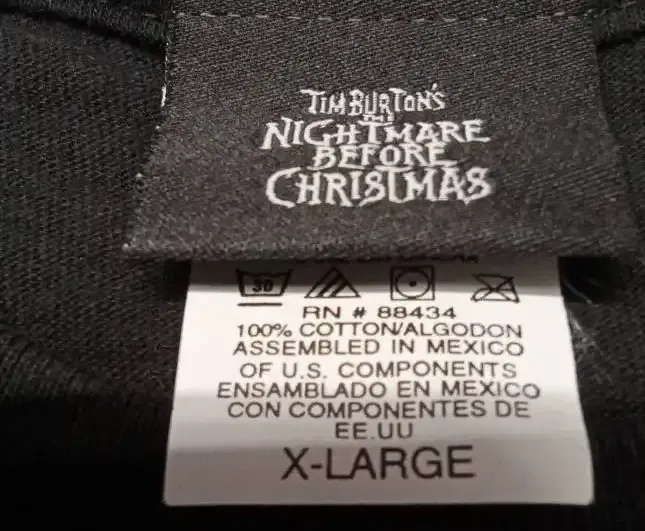 TIM BURTON'S
THE
NIGHTMARE
BEFORE
CHRISTMAS
30
RN # 88434
100% COTTON/ALGODON
ASSEMBLED IN MEXICO
OF U.S. COMPONENTS
ENSAMBLADO EN MEXICO
CON COMPONENTES DE
EE.UU
X-LARGE